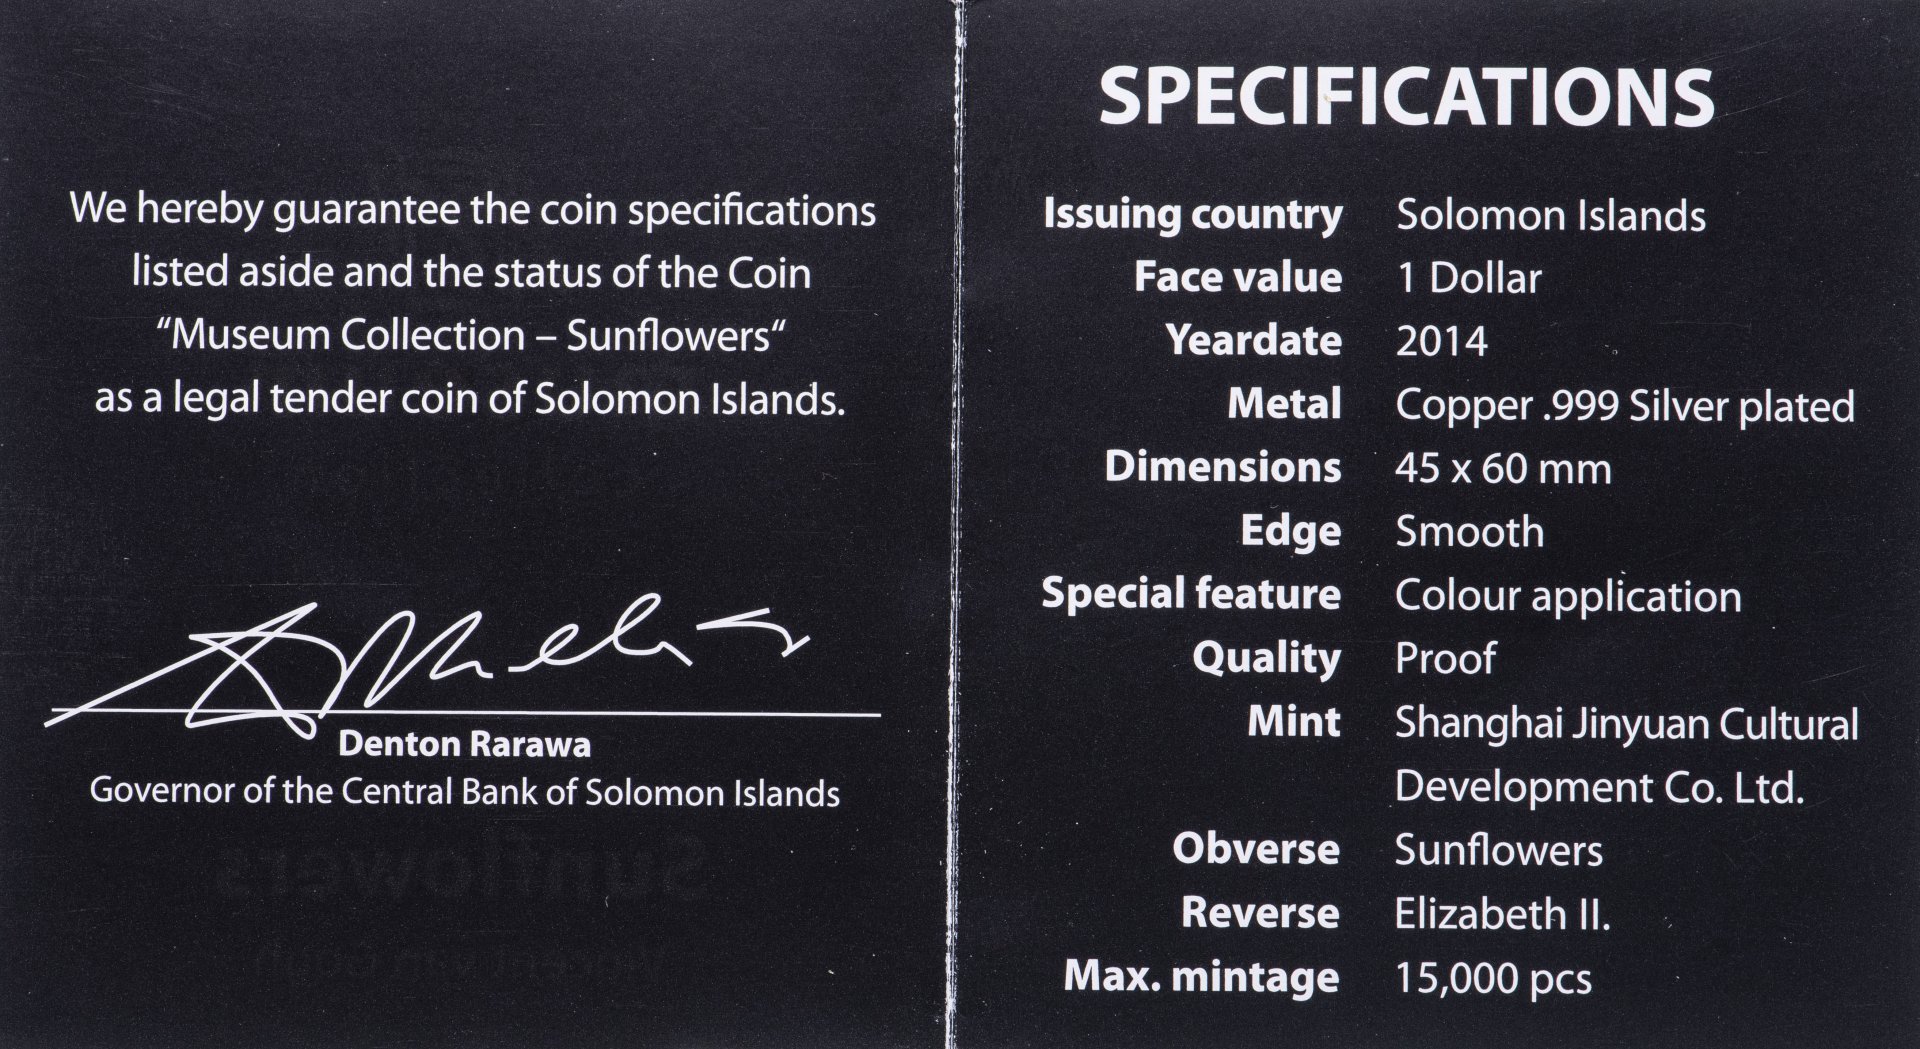 We hereby guarantee the coin specifications
listed aside and the status of the Coin
“Museum Collection – Sunflowers“
as a legal tender coin of Solomon Islands.
Denton Rarawa
Governor of the Central Bank of Solomon Islands
SPECIFICATIONS
Issuing country Solomon Islands
Face value 1 Dollar
Yeardate 2014
Metal Copper .999 Silver plated
Dimensions 45 x 60 mm
Edge Smooth
Special feature Colour application
Quality Proof
Mint Shanghai Jinyuan Cultural
Development Co. Ltd.
Obverse Sunflowers
Reverse Elizabeth II.
Max. mintage 15,000 pcs